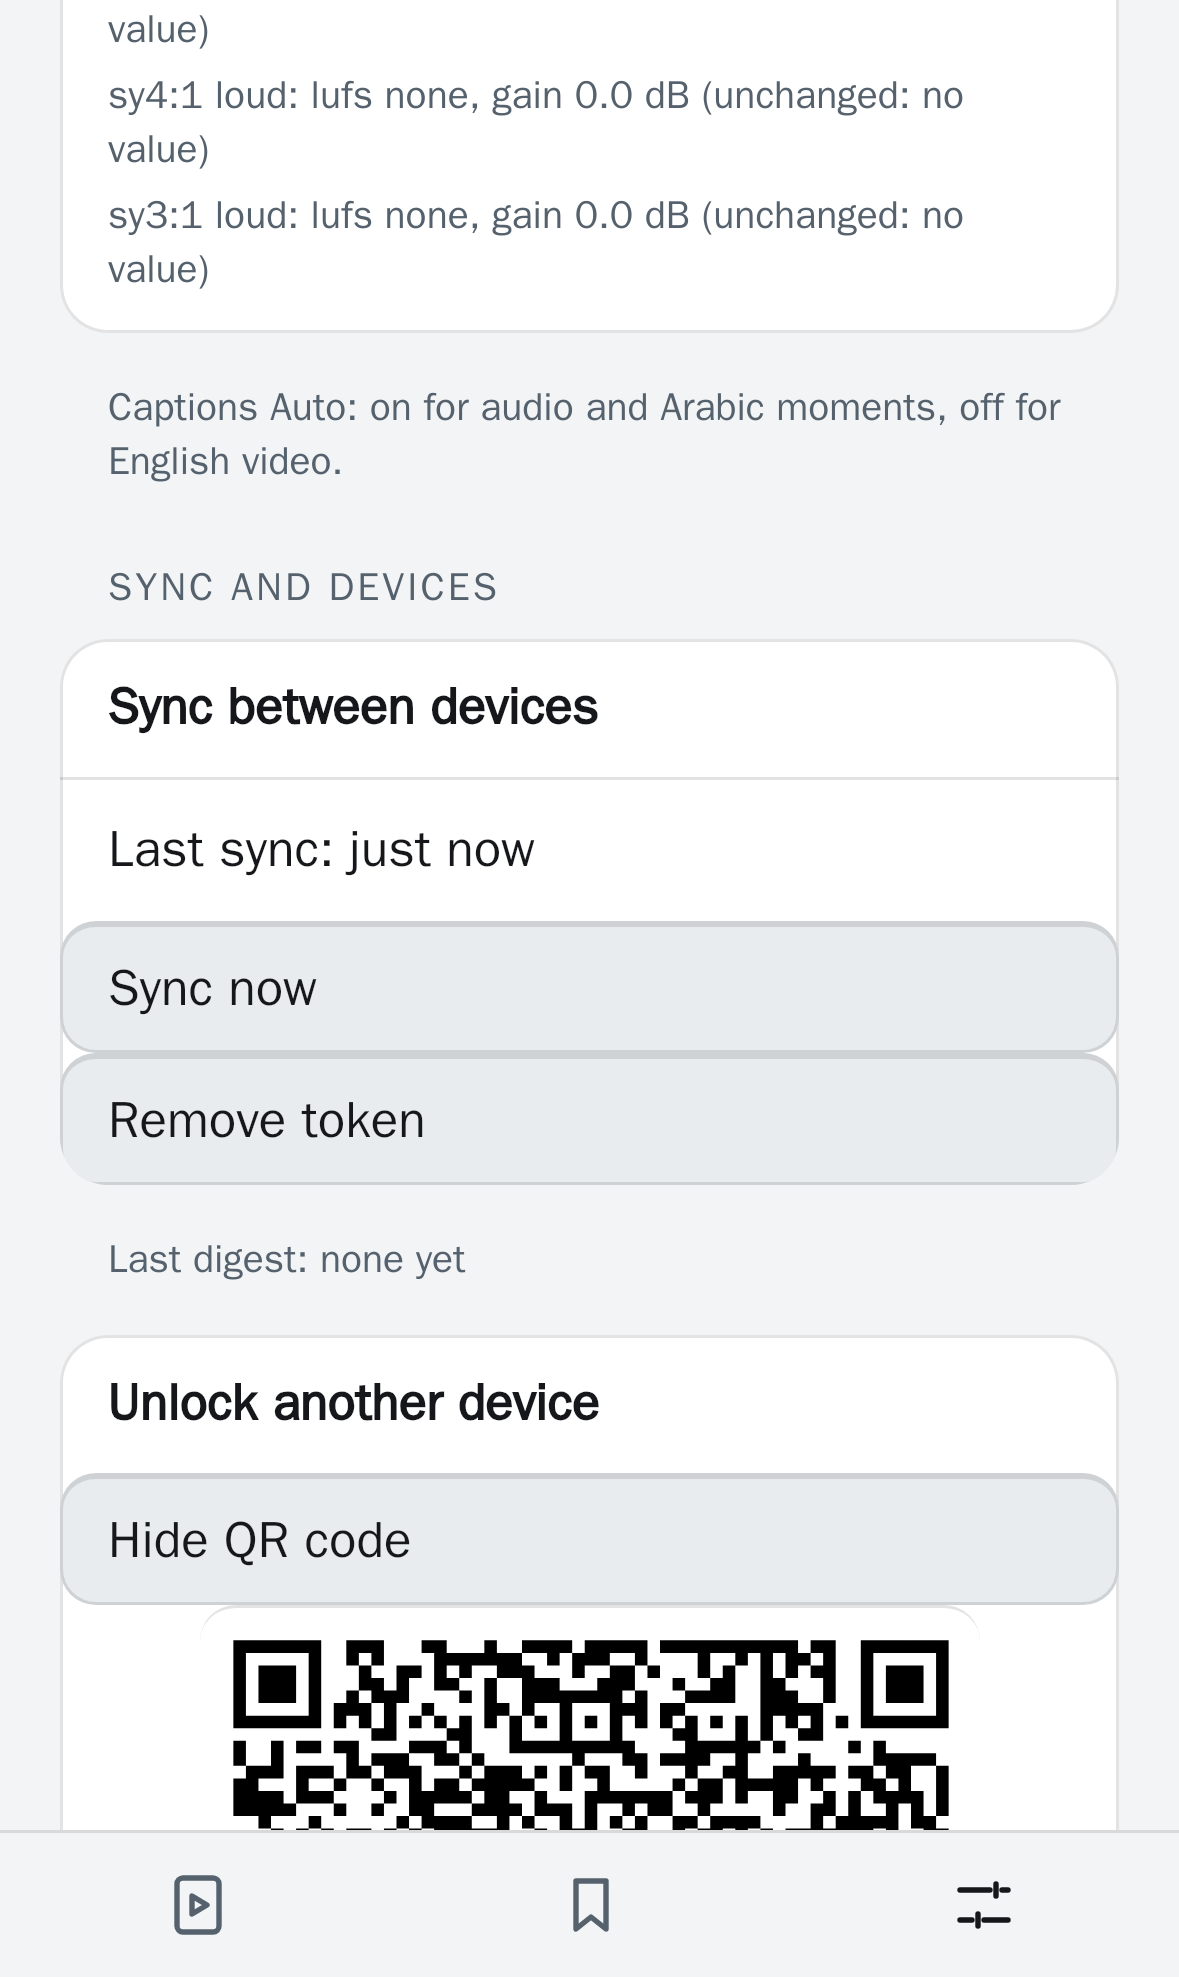 value)
sy4:1 loud: lufs none, gain 0.0 dB (unchanged: no
value)
sy3:1 loud: lufs none, gain 0.0 dB (unchanged: no
value)
Captions Auto: on for audio and Arabic moments, off for
English video.
SYNC AND DEVICES
Sync between devices
Last sync: just now
Sync now
Remove token
Last digest: none yet
Unlock another device
Hide QR code